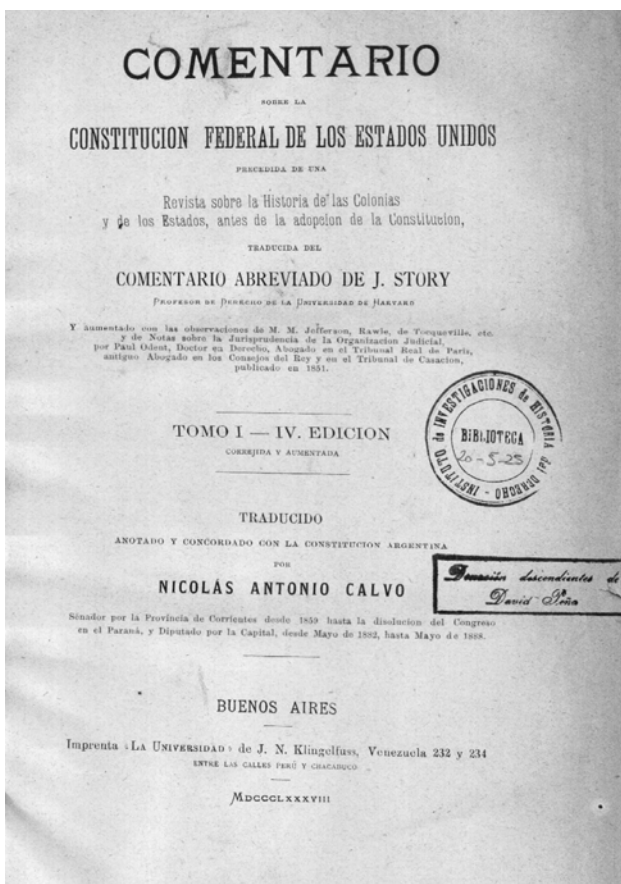 COMENTARIO
SOBRE LA
CONSTITUCION FEDERAL DE LOS ESTADOS UNIDOS
PRECEDIDA DE UNA
Revista sobre la Historia de las Colonias
y de los Estados, antes de la adopcion de la Constitucion,
TRADUCIDA DEL
COMENTARIO ABREVIADO DE J. STORY
PROFESOR DE DERECHO DE LA UNIVERSIDAD DE HARVARD
Y aumentado con las observaciones de M. M. Jefferson, Rawle, de Tocqueville, etc.
y de Notas sobre la Jurisprudencia de la Organizacion Judicial,
por Paul Odent, Doctor en Derecho, Abogado en el Tribunal Real de Paris,
antiguo Abogado en los Consejos del Rey y en el Tribunal de Casacion,
publicado en 1851.
TOMO I — IV. EDICION
CORREJIDA Y AUMENTADA
INSTITUTO de INVESTIGACIONES de HISTORIA del DERECHO
BIBLIOTECA
20-5-25
TRADUCIDO
ANOTADO Y CONCORDADO CON LA CONSTITUCION ARGENTINA
POR
NICOLÁS ANTONIO CALVO
Donación descendientes de
David Peña
Senador por la Provincia de Corrientes desde 1859 hasta la disolucion del Congreso
en el Paraná, y Diputado por la Capital, desde Mayo de 1882, hasta Mayo de 1888.
BUENOS AIRES
Imprenta «LA UNIVERSIDAD» de J. N. Klingelfuss, Venezuela 232 y 234
ENTRE LAS CALLES PERÚ Y CHACABUCO
MDCCCLXXXVIII